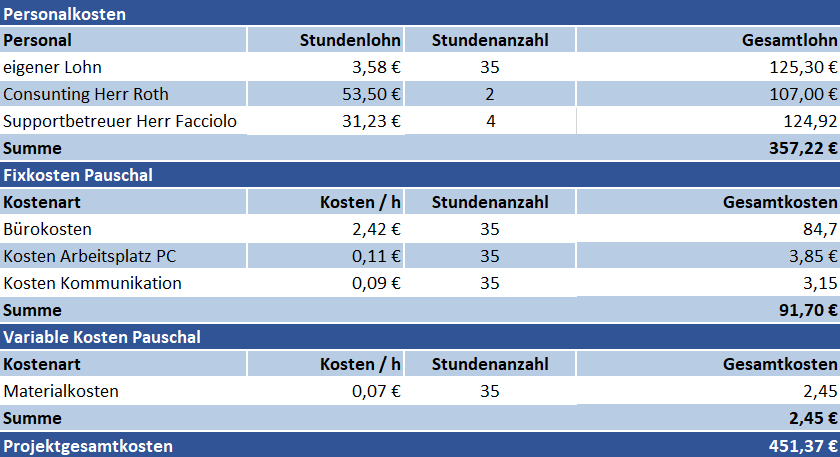 Personalkosten
Personal Stundenlohn Stundenanzahl Gesamtlohn
eigener Lohn 3,58 € 35 125,30 €
Consunting Herr Roth 53,50 € 2 107,00 €
Supportbetreuer Herr Facciolo 31,23 € 4 124,92
Summe 357,22 €
Fixkosten Pauschal
Kostenart Kosten / h Stundenanzahl Gesamtkosten
Bürokosten 2,42 € 35 84,7
Kosten Arbeitsplatz PC 0,11 € 35 3,85 €
Kosten Kommunikation 0,09 € 35 3,15
Summe 91,70 €
Variable Kosten Pauschal
Kostenart Kosten / h Stundenanzahl Gesamtkosten
Materialkosten 0,07 € 35 2,45
Summe 2,45 €
Projektgesamtkosten 451,37 €